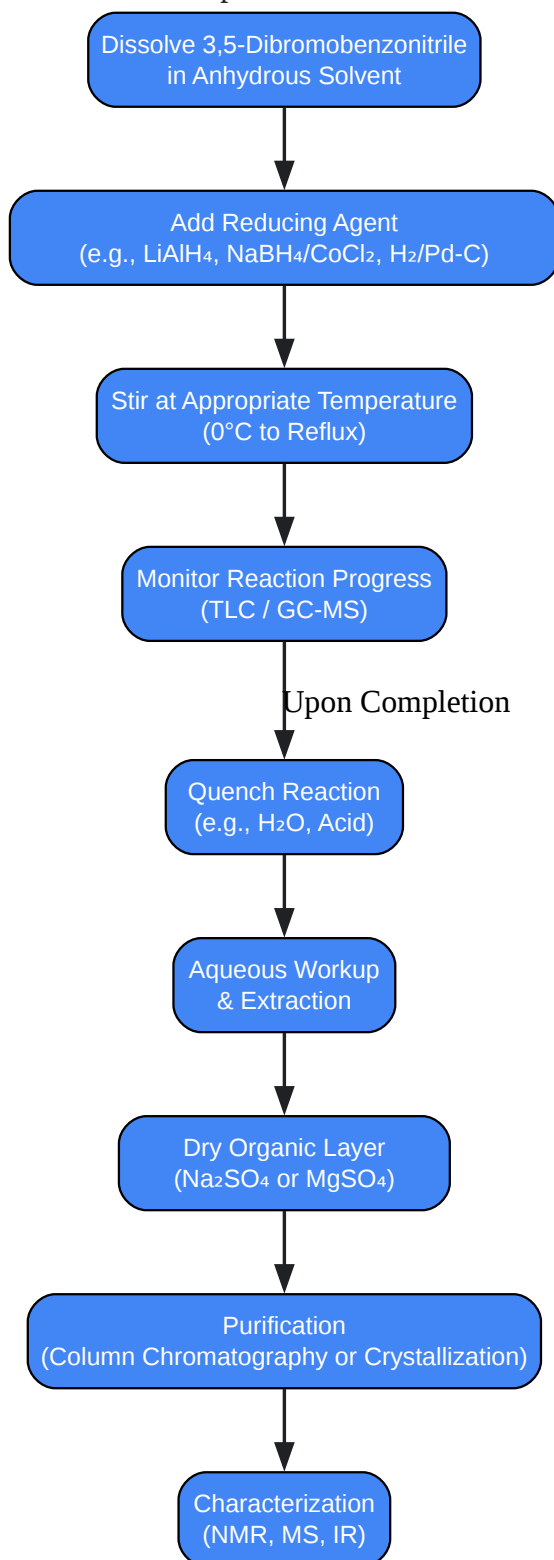 Dissolve 3,5-Dibromobenzonitrile
in Anhydrous Solvent
Add Reducing Agent
(e.g., LiAlH₄, NaBH₄/CoCl₂, H₂/Pd-C)
Stir at Appropriate Temperature
(0°C to Reflux)
Monitor Reaction Progress
(TLC / GC-MS)
Upon Completion
Quench Reaction
(e.g., H₂O, Acid)
Aqueous Workup
& Extraction
Dry Organic Layer
(Na₂SO₄ or MgSO₄)
Purification
(Column Chromatography or Crystallization)
Characterization
(NMR, MS, IR)